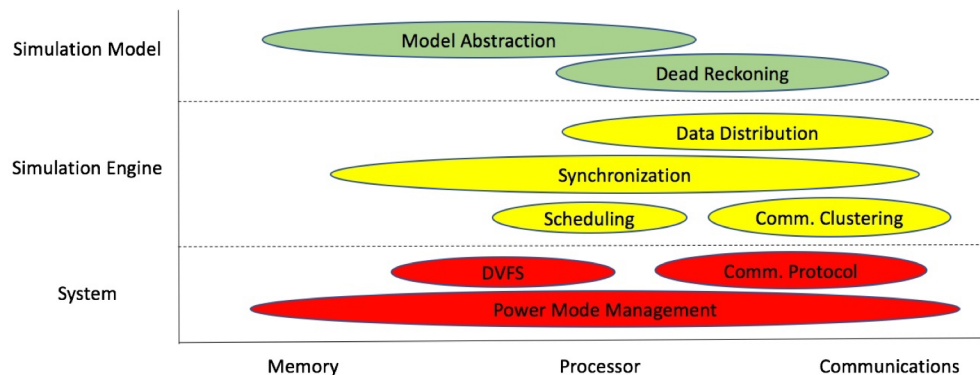 Simulation Model
Model Abstraction
Dead Reckoning
Simulation Engine
Data Distribution
Synchronization
Scheduling
Comm. Clustering
System
DVFS
Comm. Protocol
Power Mode Management
Memory
Processor
Communications